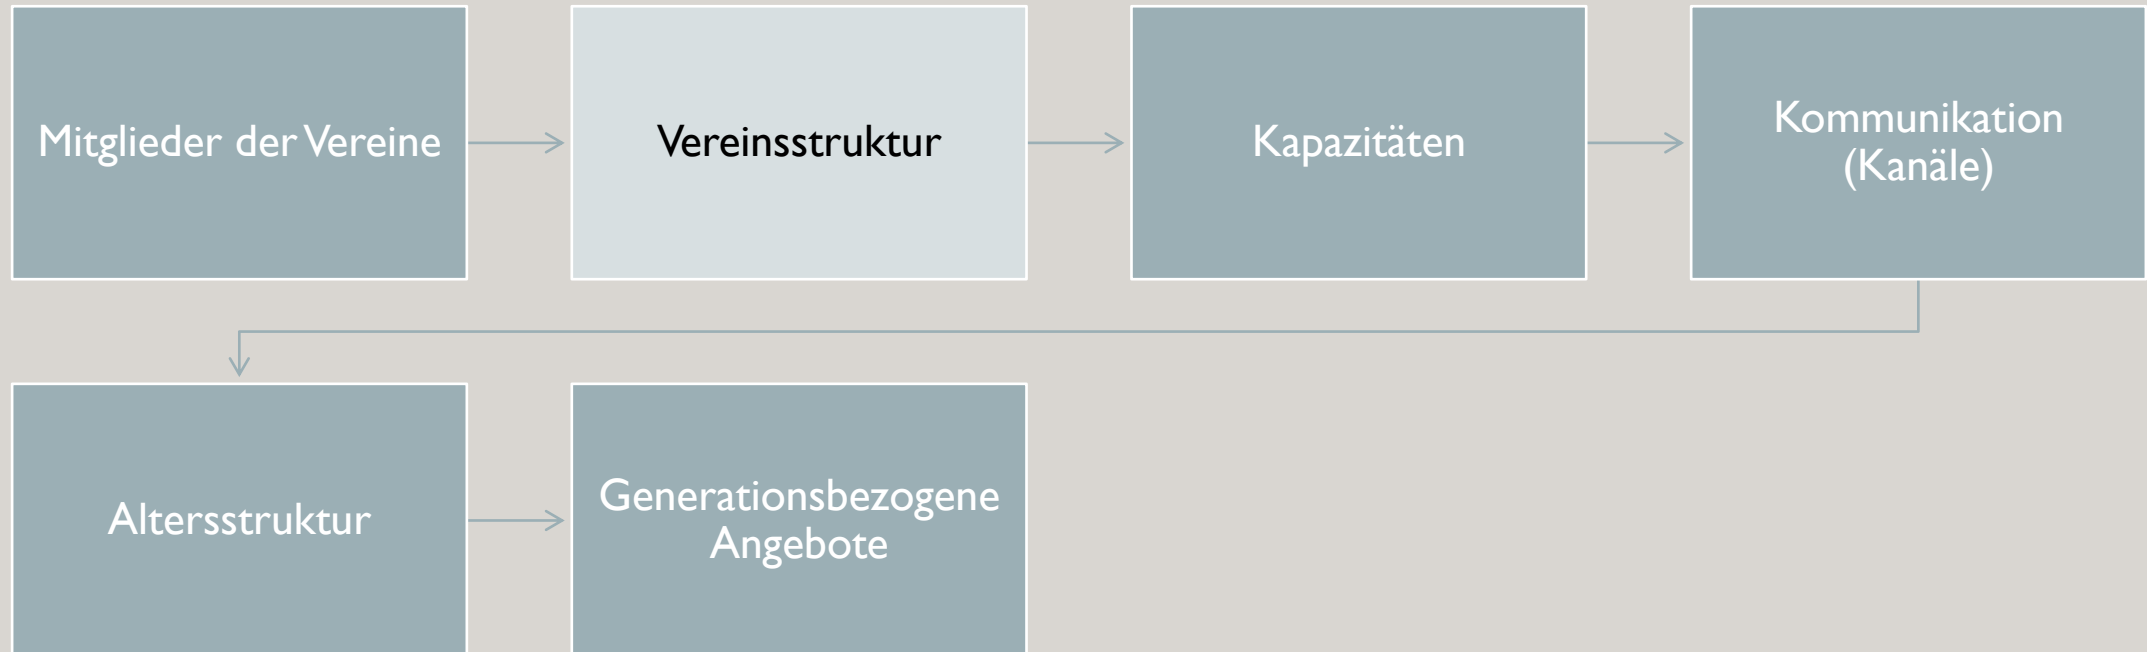 Mitglieder der Vereine
Vereinsstruktur
Kapazitäten
Kommunikation
(Kanäle)
Altersstruktur
Generationsbezogene
Angebote